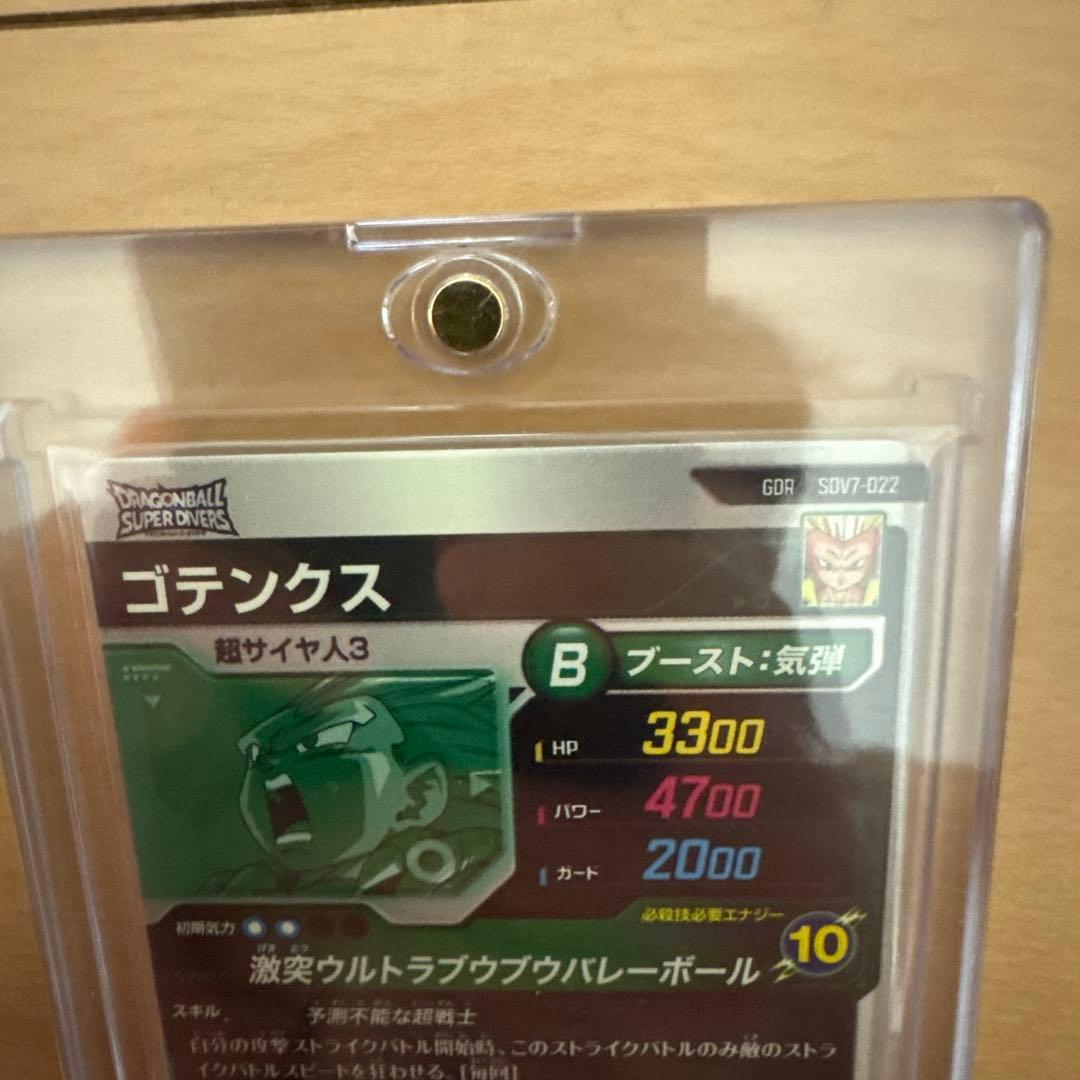 GDR SDV7-022
DRAGONBALL
SUPER DIVERS
ゴテンクス
超サイヤ人3
B ブースト:気弾
HP 3300
パワー 4700
ガード 2000
必殺技必要エナジー
10
初期気力
げき とつ
激突ウルトラブウブウバレーボール
スキル
予測不能な超戦士
自分の攻撃ストライクバトル開始時、このストライクバトルのみ敵のストラ
イクバトルスピードを狂わせる。[毎回]